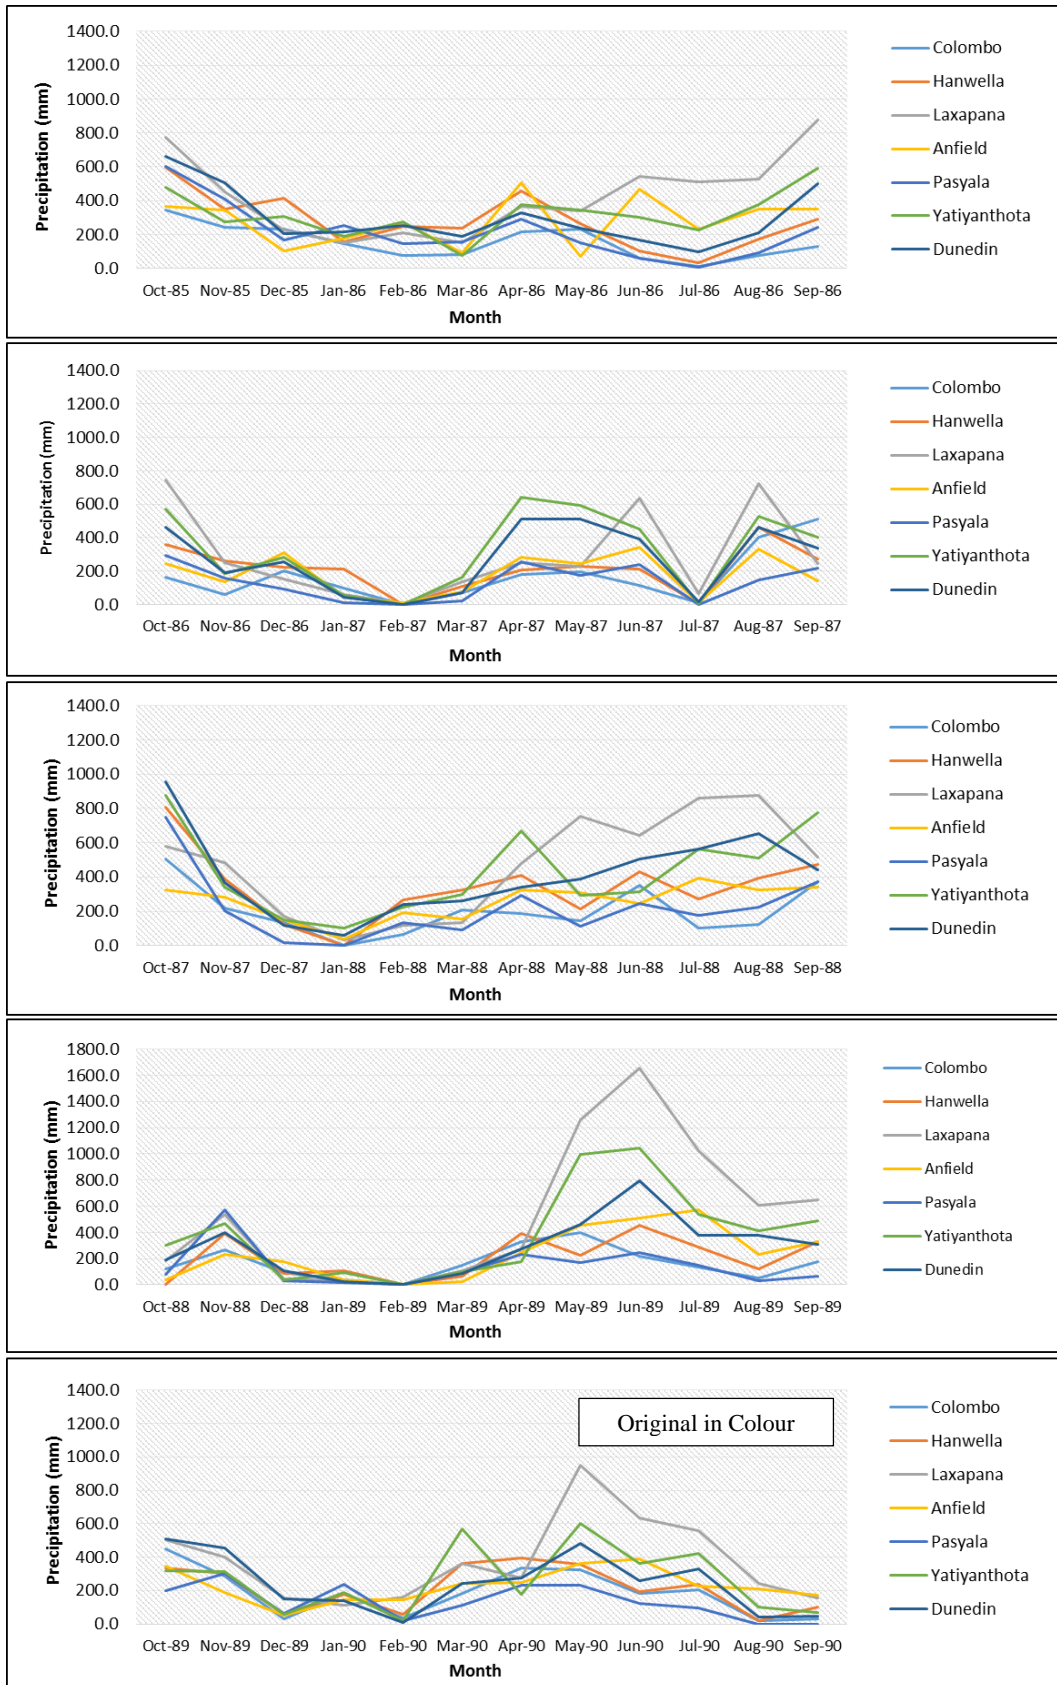 1400.0
1200.0
1000.0
800.0
600.0
400.0
200.0
0.0
Precipitation (mm)
Oct-85 Nov-85 Dec-85 Jan-86 Feb-86 Mar-86 Apr-86 May-86 Jun-86 Jul-86 Aug-86 Sep-86
Month
Colombo
Hanwella
Laxapana
Anfield
Pasyala
Yatiyanthota
Dunedin
1400.0
1200.0
1000.0
800.0
600.0
400.0
200.0
0.0
Precipitation (mm)
Oct-86 Nov-86 Dec-86 Jan-87 Feb-87 Mar-87 Apr-87 May-87 Jun-87 Jul-87 Aug-87 Sep-87
Month
Colombo
Hanwella
Laxapana
Anfield
Pasyala
Yatiyanthota
Dunedin
1400.0
1200.0
1000.0
800.0
600.0
400.0
200.0
0.0
Precipitation (mm)
Oct-87 Nov-87 Dec-87 Jan-88 Feb-88 Mar-88 Apr-88 May-88 Jun-88 Jul-88 Aug-88 Sep-88
Month
Colombo
Hanwella
Laxapana
Anfield
Pasyala
Yatiyanthota
Dunedin
1800.0
1600.0
1400.0
1200.0
1000.0
800.0
600.0
400.0
200.0
0.0
Precipitation (mm)
Oct-88 Nov-88 Dec-88 Jan-89 Feb-89 Mar-89 Apr-89 May-89 Jun-89 Jul-89 Aug-89 Sep-89
Month
Colombo
Hanwella
Laxapana
Anfield
Pasyala
Yatiyanthota
Dunedin
1400.0
1200.0
1000.0
800.0
600.0
400.0
200.0
0.0
Precipitation (mm)
Original in Colour
Oct-89 Nov-89 Dec-89 Jan-90 Feb-90 Mar-90 Apr-90 May-90 Jun-90 Jul-90 Aug-90 Sep-90
Month
Colombo
Hanwella
Laxapana
Anfield
Pasyala
Yatiyanthota
Dunedin